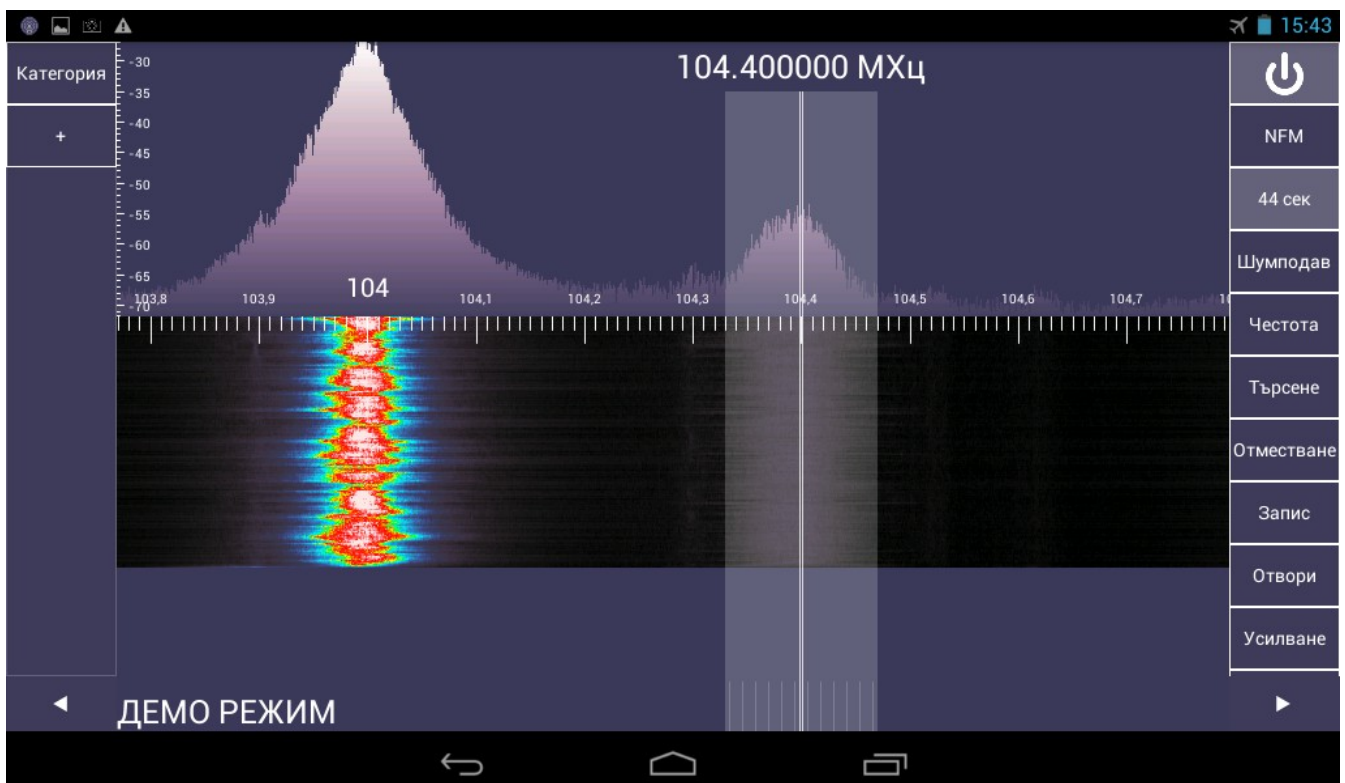 15:43
Категория
+
-30
-35
-40
-45
-50
-55
-60
-65
-70
104.400000 МХц
103,8
103,9
104
104,1
104,2
104,3
104,4
104,5
104,6
104,7
10
NFM
44 сек
Шумподав
Честота
Търсене
Отместване
Запис
Отвори
Усилване
ДЕМО РЕЖИМ